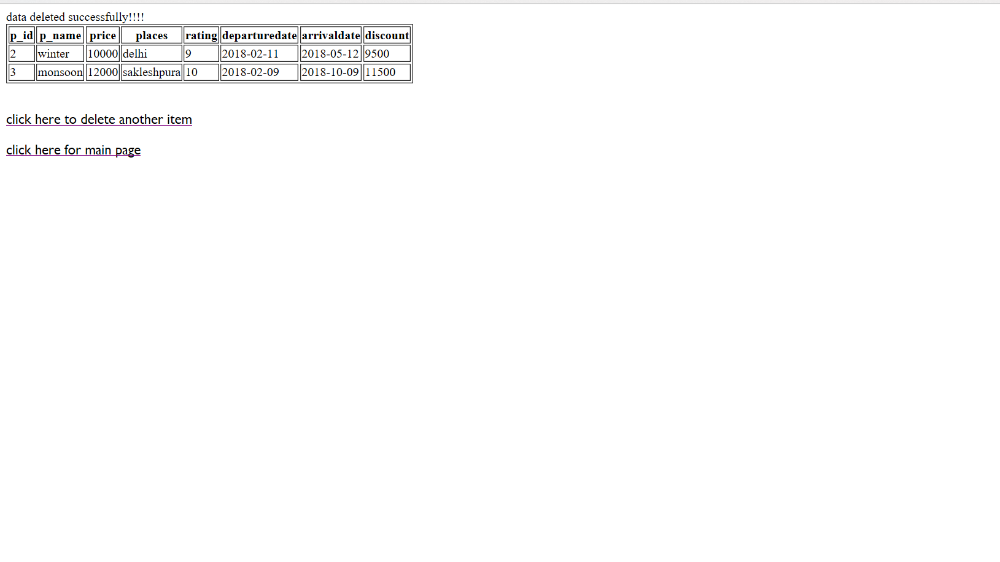 data deleted successfully!!!!
p_id p_name price places rating departuredate arrivaldate discount
2 winter 10000 delhi 9 2018-02-11 2018-05-12 9500
3 monsoon 12000 sakleshpura 10 2018-02-09 2018-10-09 11500
click here to delete another item
click here for main page